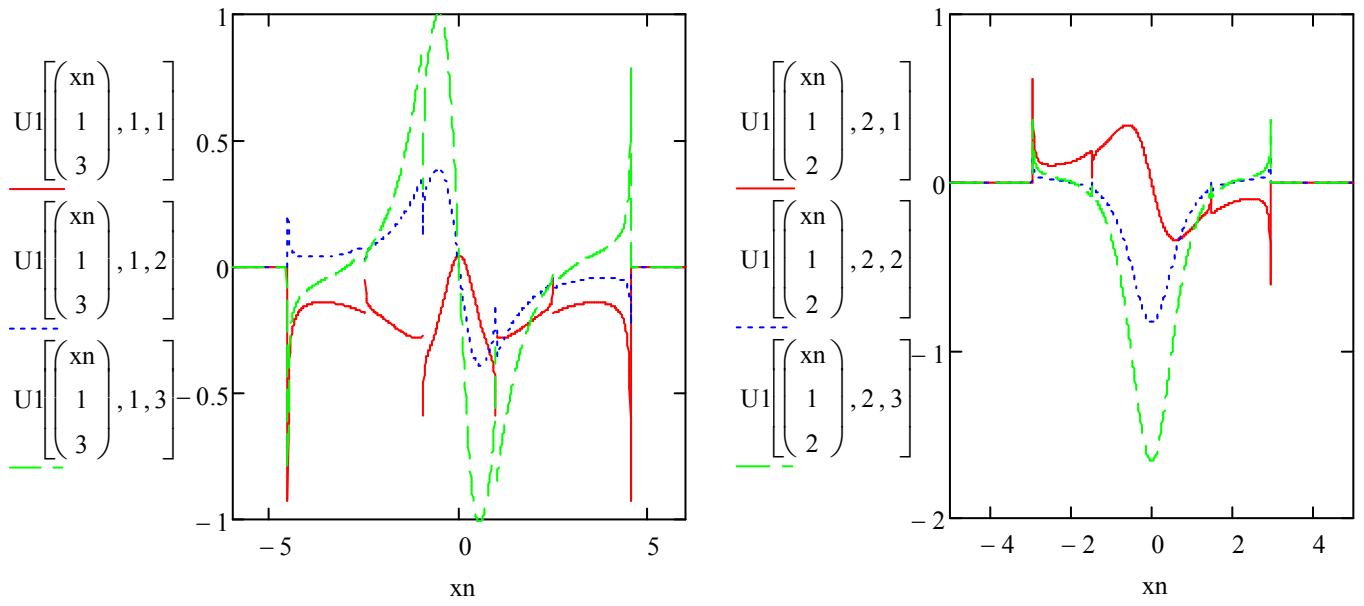 U1[(xn 1 3), 1, 1]
U1[(xn 1 3), 1, 2]
U1[(xn 1 3), 1, 3]
1
0.5
0
− 0.5
− 1
− 5
0
5
xn
U1[(xn 1 2), 2, 1]
U1[(xn 1 2), 2, 2]
U1[(xn 1 2), 2, 3]
1
0
− 1
− 2
− 4
− 2
0
2
4
xn